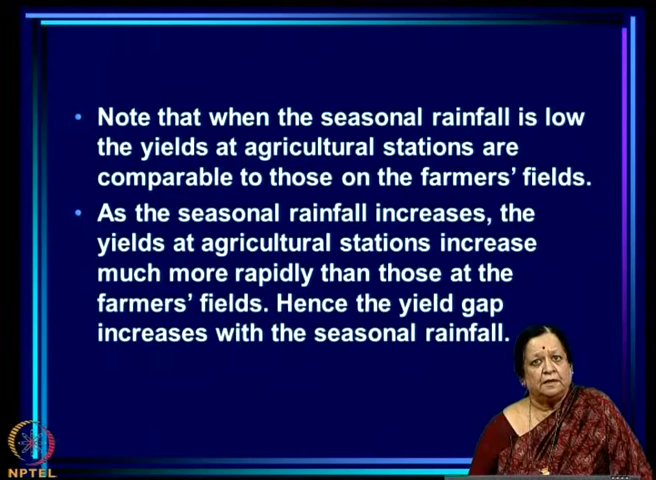 • Note that when the seasonal rainfall is low
the yields at agricultural stations are
comparable to those on the farmers’ fields.
• As the seasonal rainfall increases, the
yields at agricultural stations increase
much more rapidly than those at the
farmers’ fields. Hence the yield gap
increases with the seasonal rainfall.
NPTEL